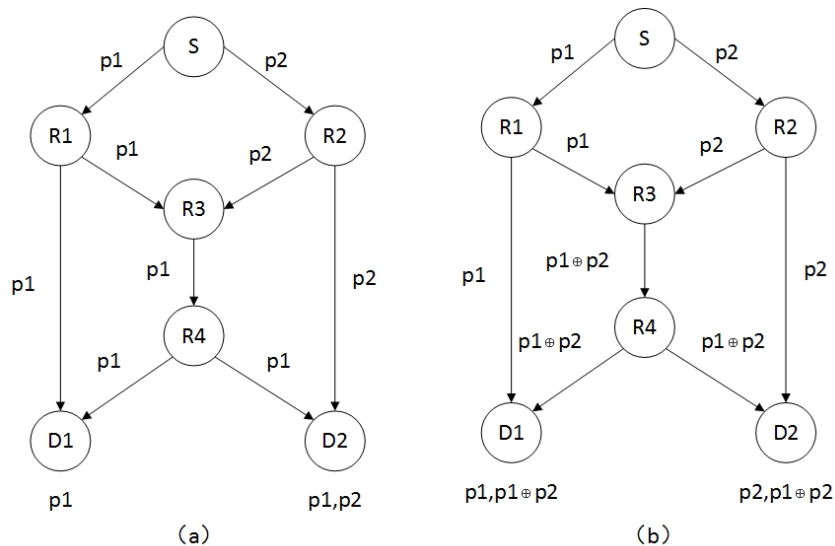 S
p1 p2
R1 R2
p1 p2
R3
p1 p1 p2
R4
p1 p1
D1 D2
p1 p1,p2
(a)
S
p1 p2
R1 R2
p1 p2
R3
p1 p1⊕p2 p2
R4
p1⊕p2 p1⊕p2
D1 D2
p1,p1⊕p2 p2,p1⊕p2
(b)